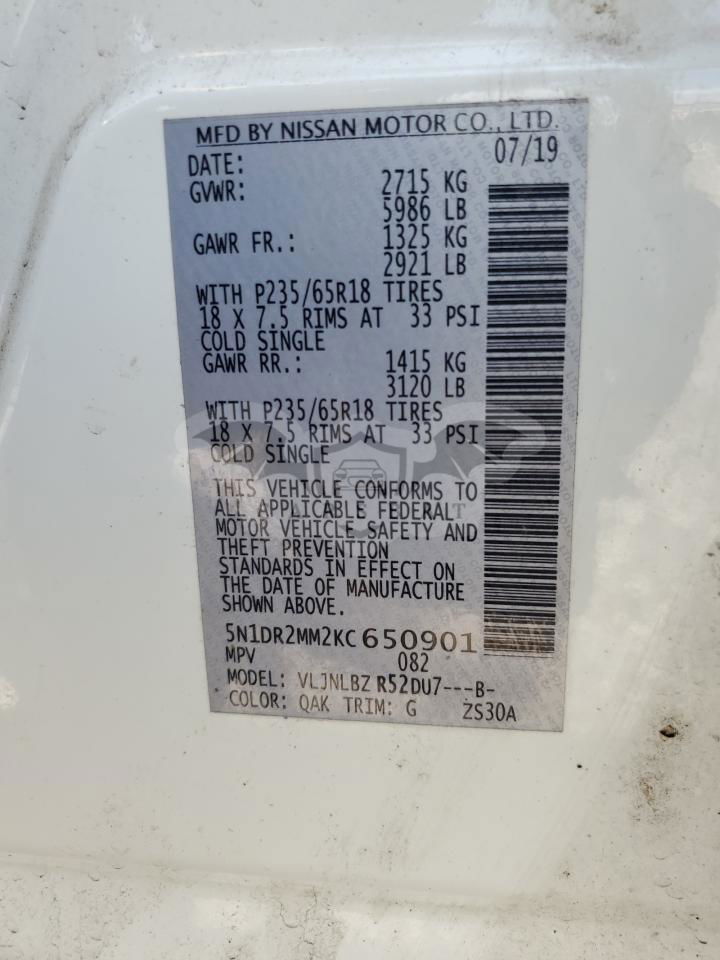 MFD BY NISSAN MOTOR CO., LTD.
DATE: 07/19
GVWR: 2715 KG
5986 LB
GAWR FR.: 1325 KG
2921 LB
WITH P235/65R18 TIRES
18 X 7.5 RIMS AT 33 PSI
COLD SINGLE
GAWR RR.: 1415 KG
3120 LB
WITH P235/65R18 TIRES
18 X 7.5 RIMS AT 33 PSI
COLD SINGLE
THIS VEHICLE CONFORMS TO
ALL APPLICABLE FEDERAL
MOTOR VEHICLE SAFETY AND
THEFT PREVENTION
STANDARDS IN EFFECT ON
THE DATE OF MANUFACTURE
SHOWN ABOVE.
5N1DR2MM2KC650901
MPV 082
MODEL: VLJNLBZ R52DU7---B-
COLOR: QAK TRIM: G ZS30A